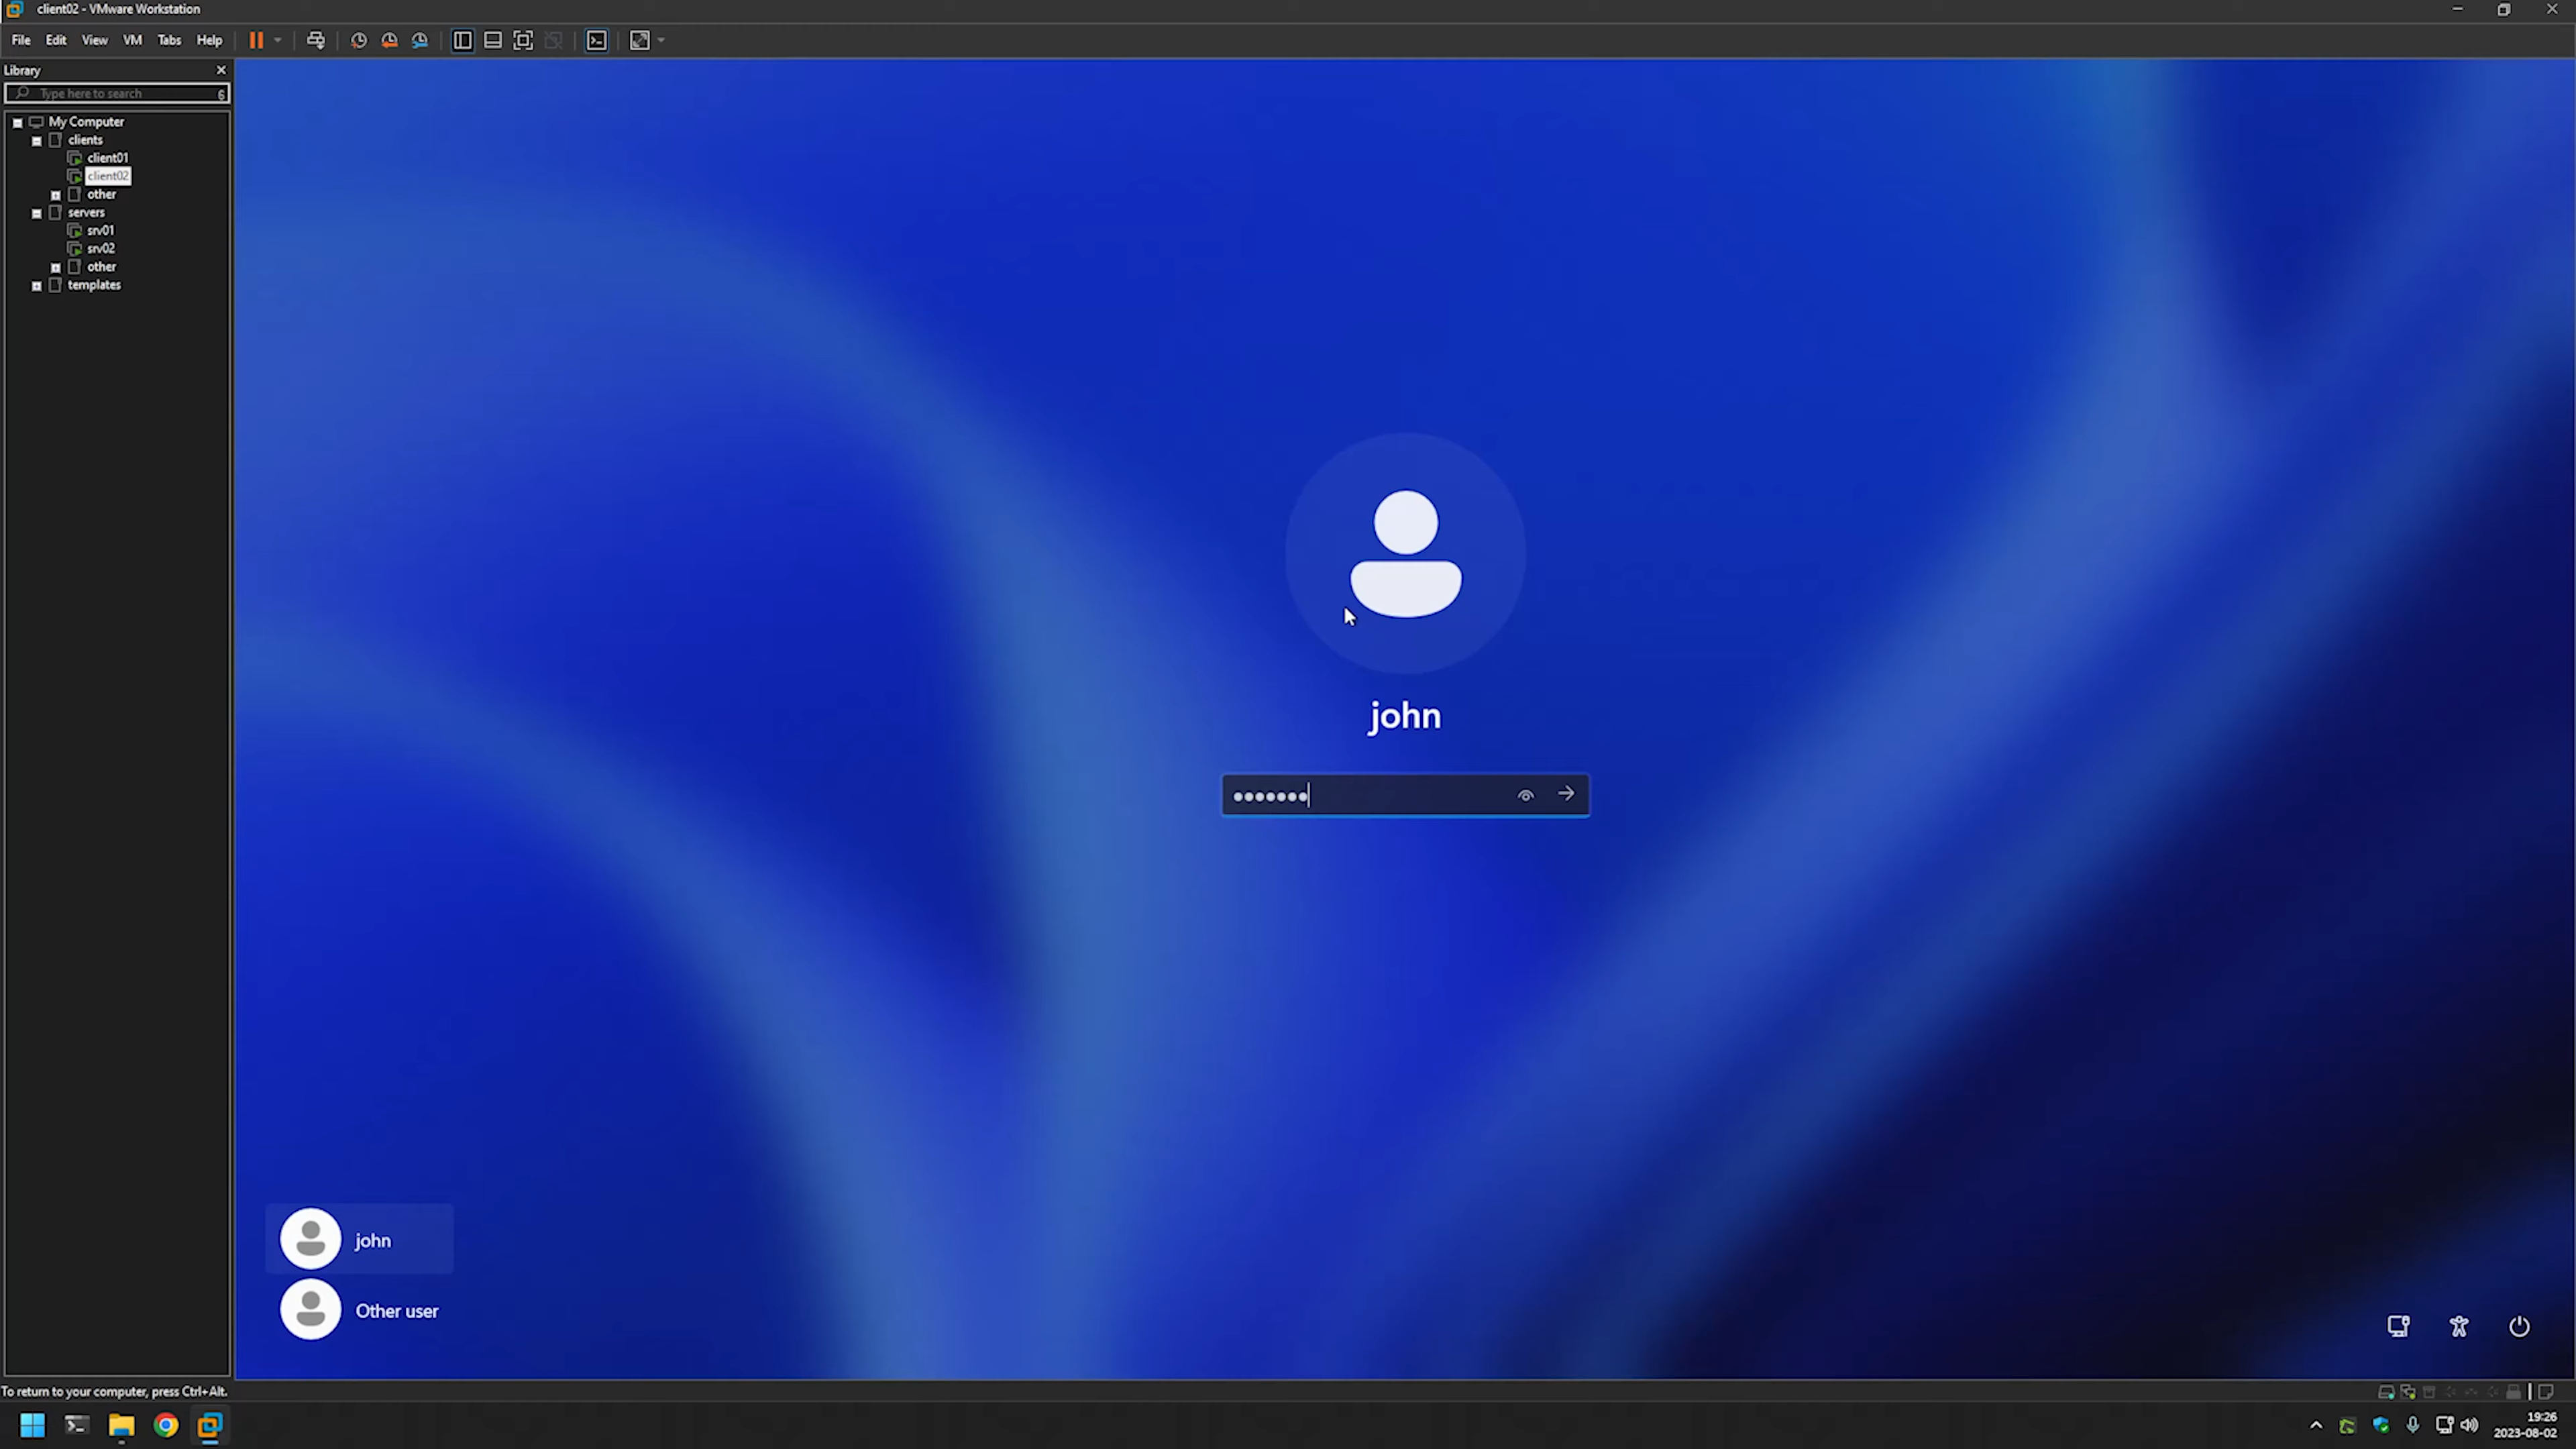 client02 - VMware Workstation
File Edit View VM Tabs Help
Library
Type here to search
My Computer
clients
client01
client02
other
servers
srv01
srv02
other
templates
john
john
Other user
To return to your computer, press Ctrl+Alt.
19:26
2023-08-02